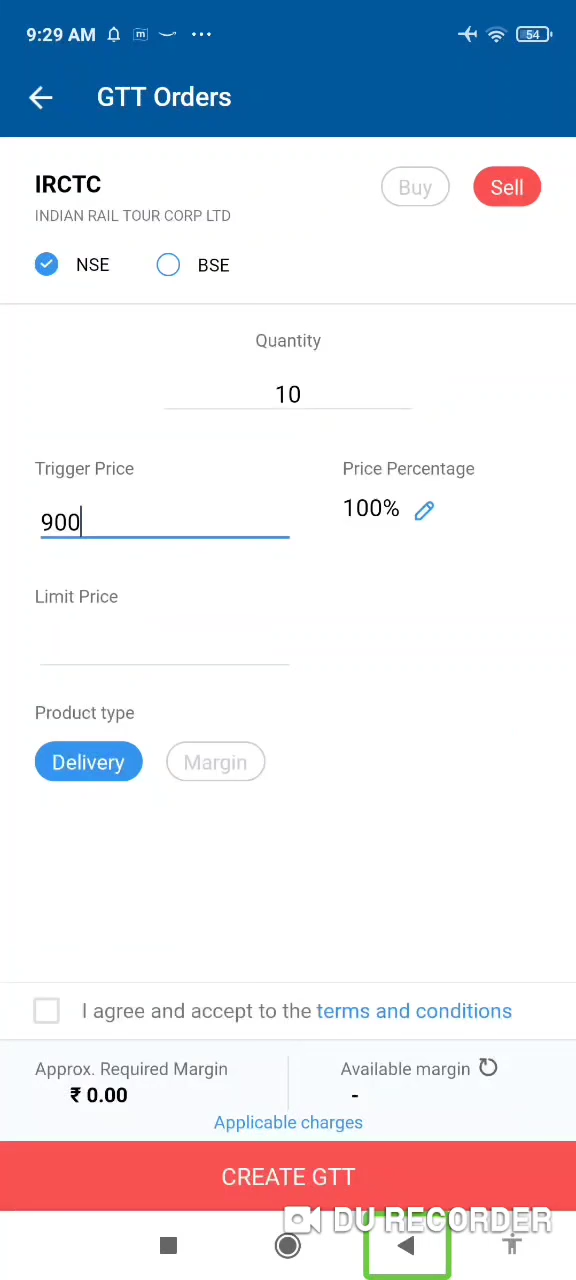 9:29 AM m ... 54
GTT Orders
IRCTC Buy Sell
INDIAN RAIL TOUR CORP LTD
NSE BSE
Quantity
10
Trigger Price Price Percentage
900 100%
Limit Price
Product type
Delivery Margin
I agree and accept to the terms and conditions
Approx. Required Margin Available margin
₹ 0.00 -
Applicable charges
CREATE GTT
DU RECORDER